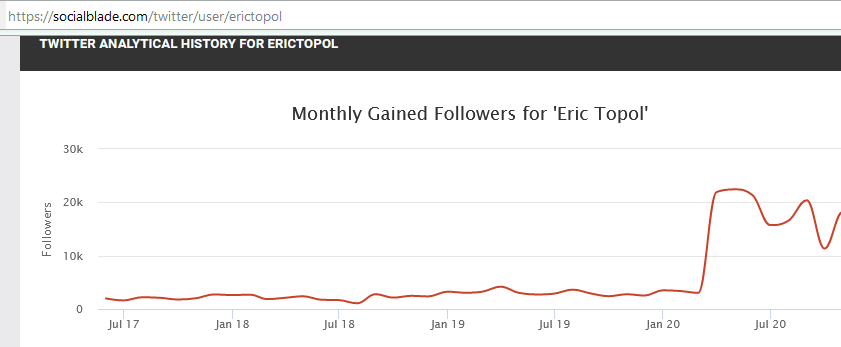 https://socialblade.com/twitter/user/erictopol
TWITTER ANALYTICAL HISTORY FOR ERICTOPOL
Monthly Gained Followers for 'Eric Topol'
30k
20k
10k
0
Followers
Jul 17 Jan 18 Jul 18 Jan 19 Jul 19 Jan 20 Jul 20